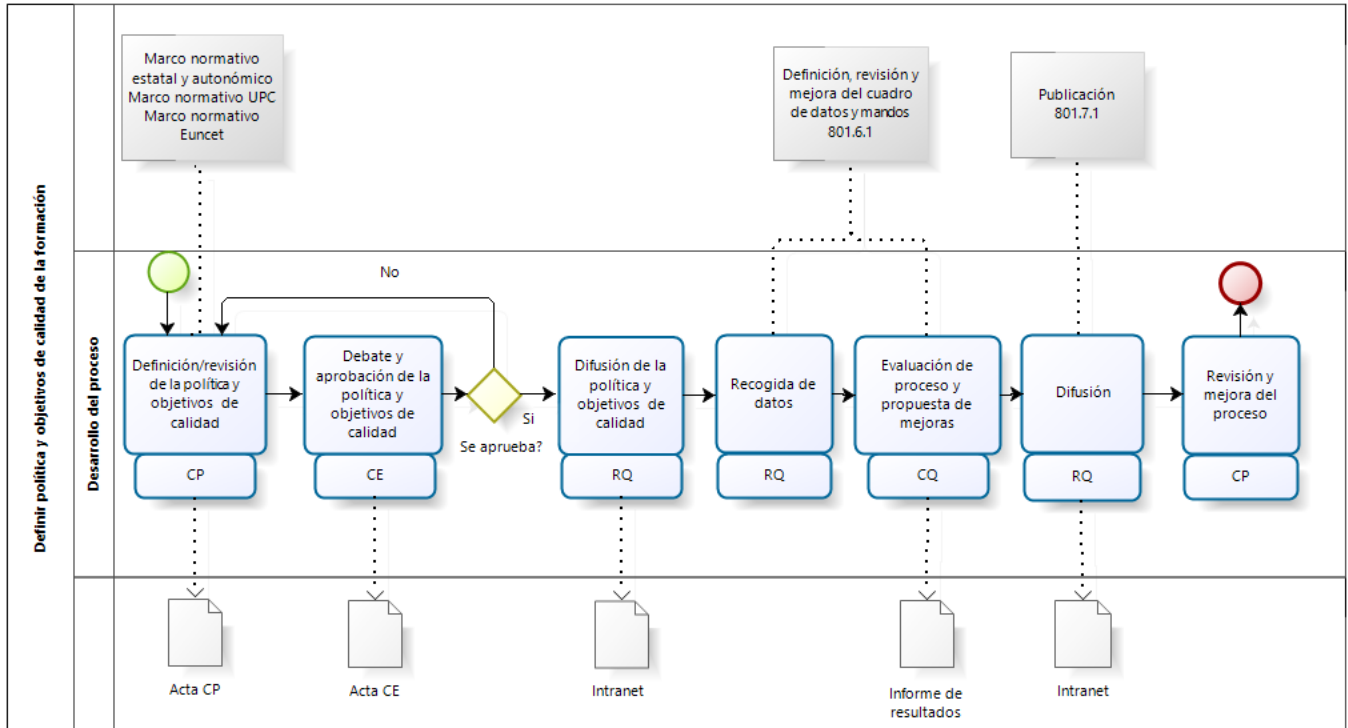 Definir política y objetivos de calidad de la formación
Desarrollo del proceso
Marco normativo
estatal y autonómico
Marco normativo UPC
Marco normativo
Euncet
Definición, revisión y
mejora del cuadro
de datos y mandos
801.6.1
Publicación
801.7.1
No
Definición/revisión
de la política y
objetivos de
calidad
CP
Debate y
aprobación de la
política y
objetivos de
calidad
CE
Si
Se aprueba?
Difusión de la
política y
objetivos de
calidad
RQ
Recogida de
datos
RQ
Evaluación de
proceso y
propuesta de
mejoras
CQ
Difusión
RQ
Revisión y
mejora del
proceso
CP
Acta CP
Acta CE
Intranet
Informe de
resultados
Intranet